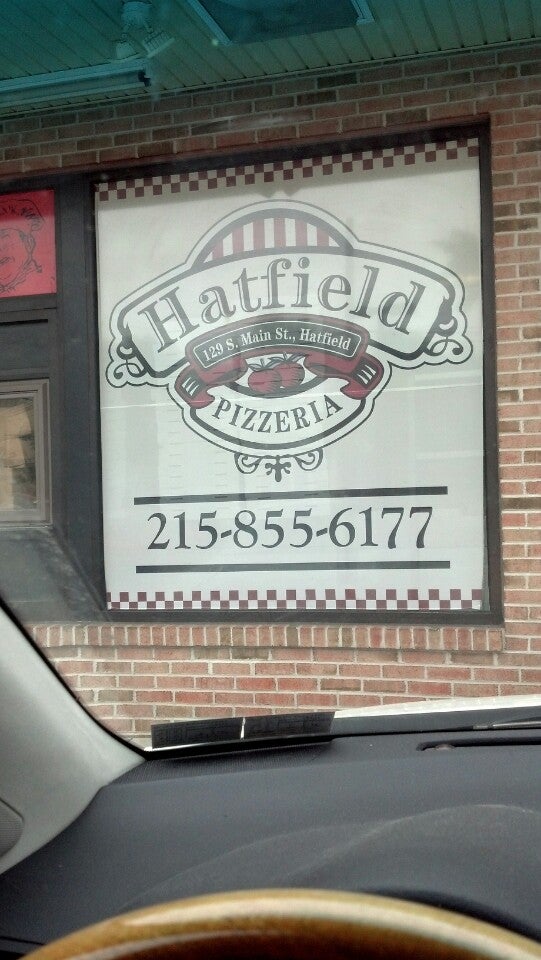 Hatfield
129 S. Main St., Hatfield
PIZZERIA
215-855-6177